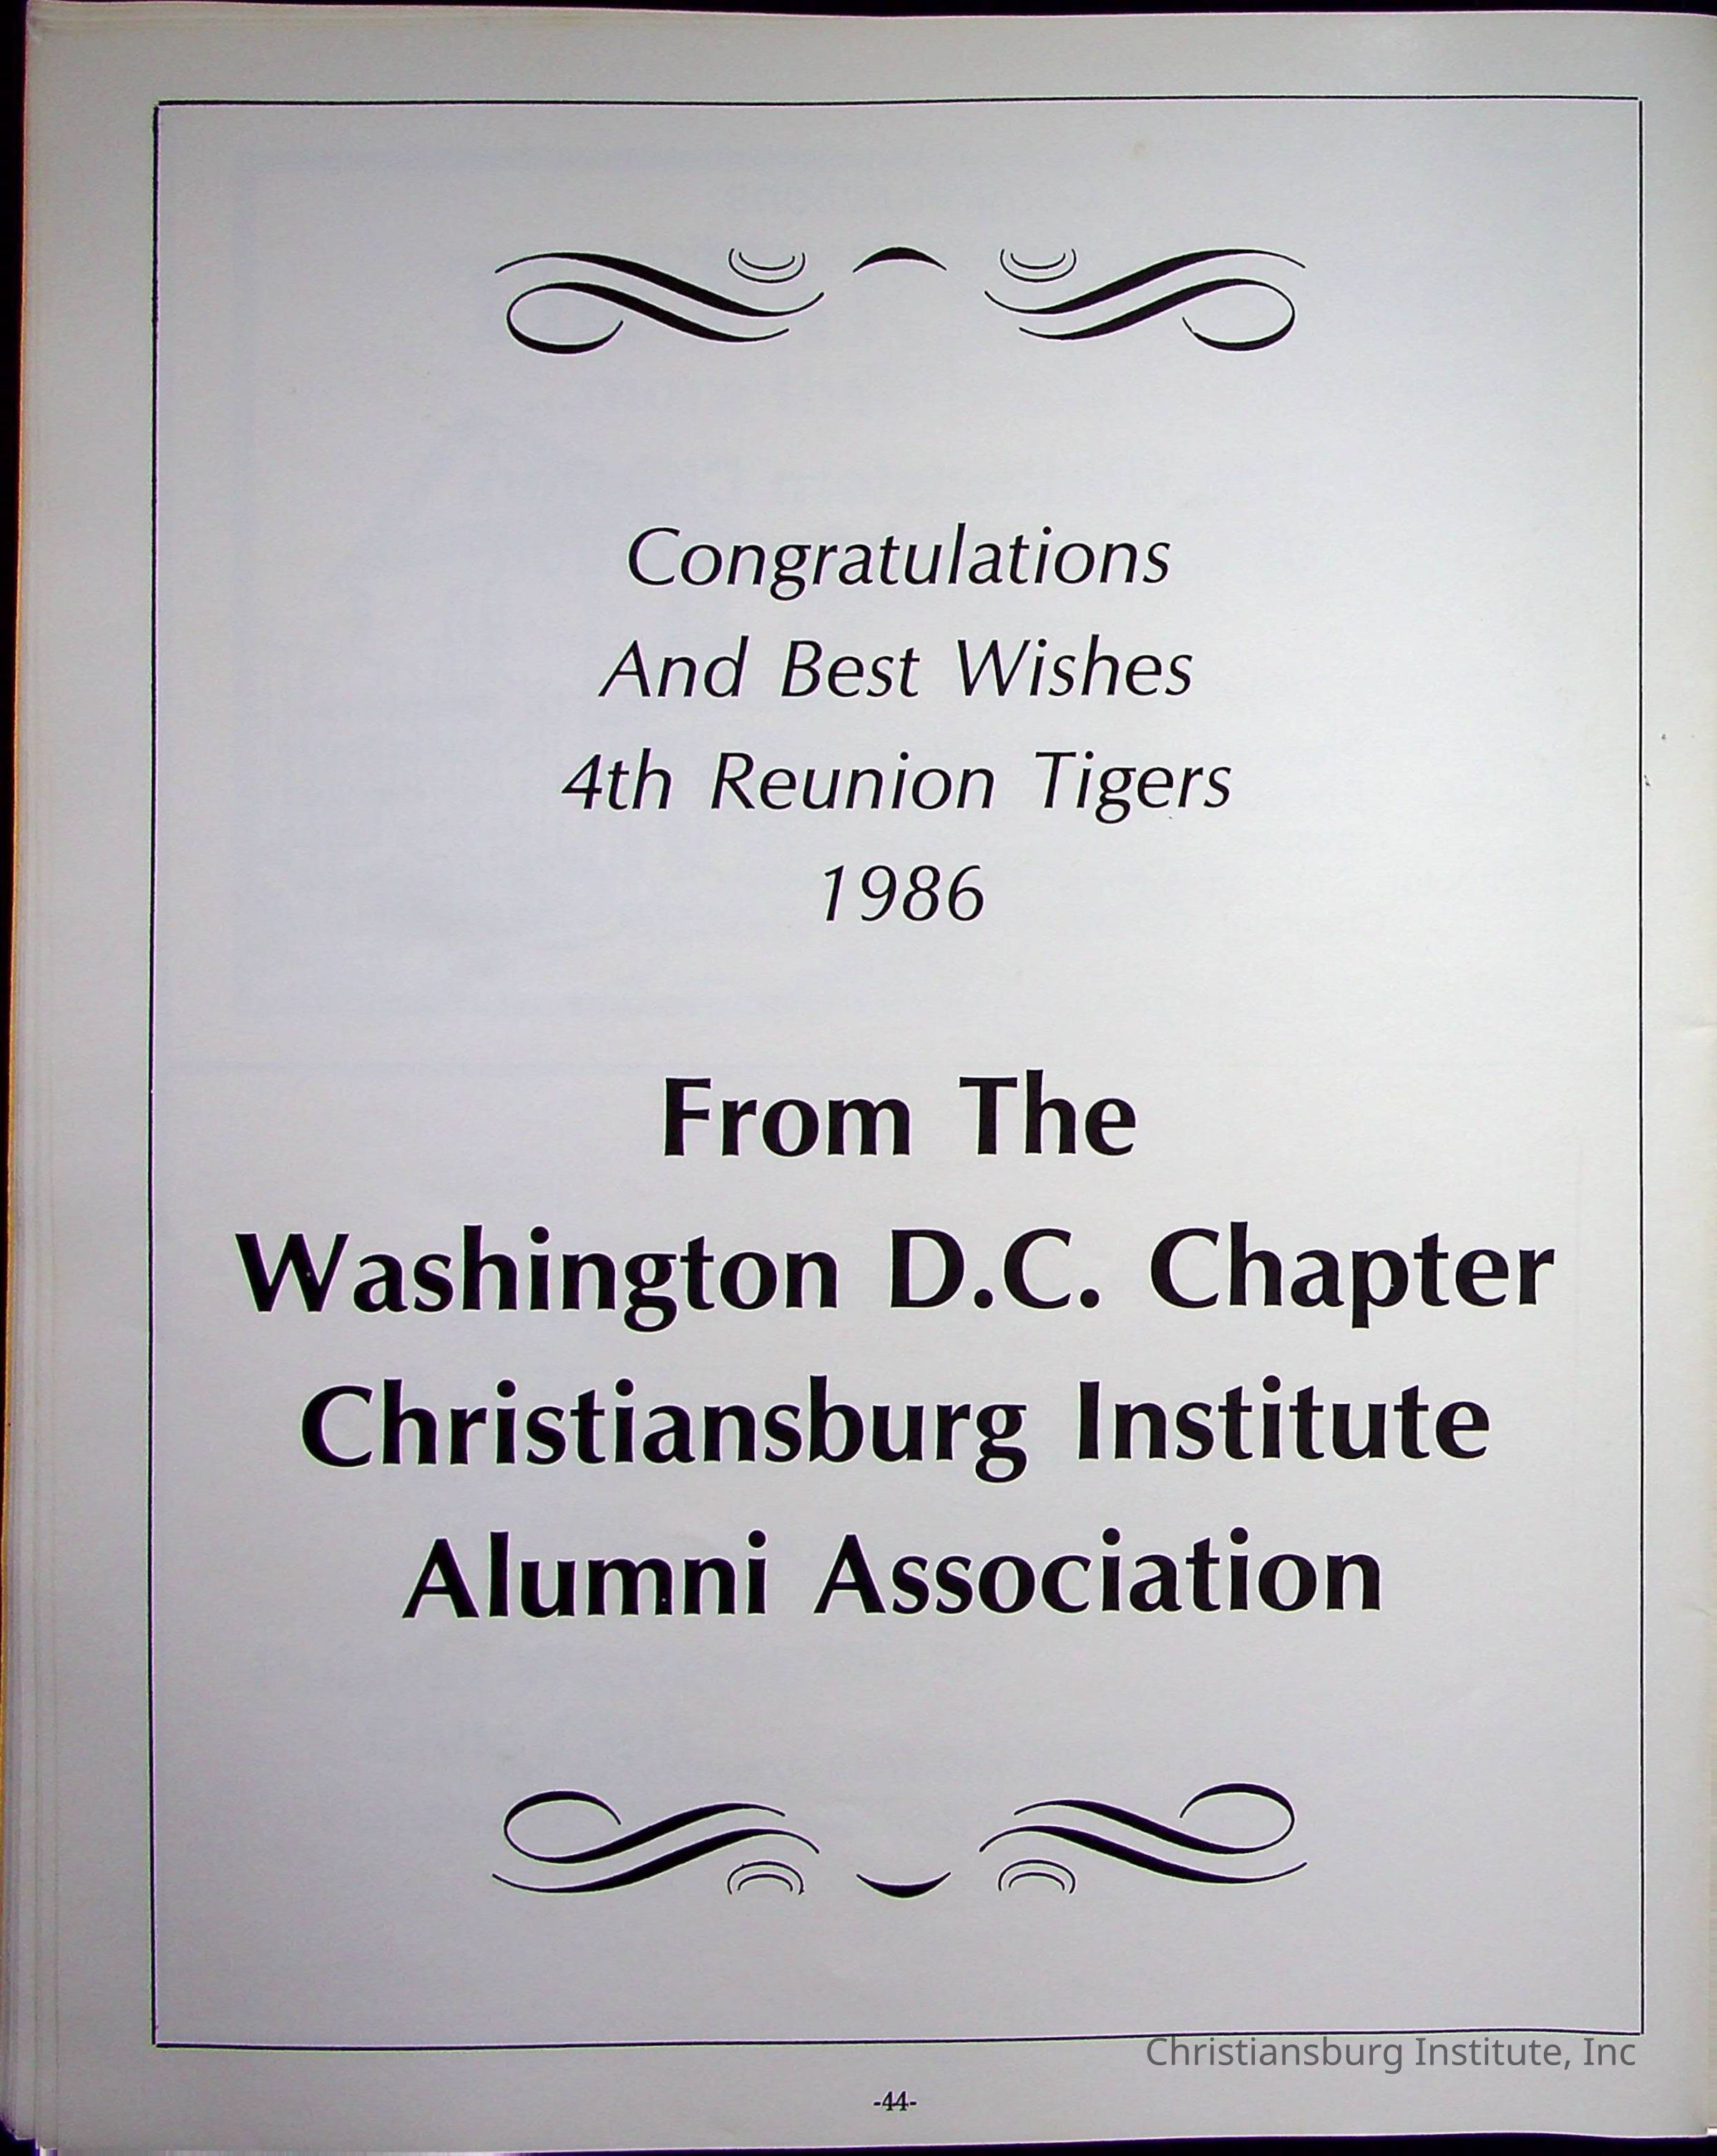 Congratulations
And Best Wishes
4th Reunion Tigers
1986
From The
Washington D.C. Chapter
Christiansburg Institute
Alumni Association
Christiansburg Institute, Inc
-44-